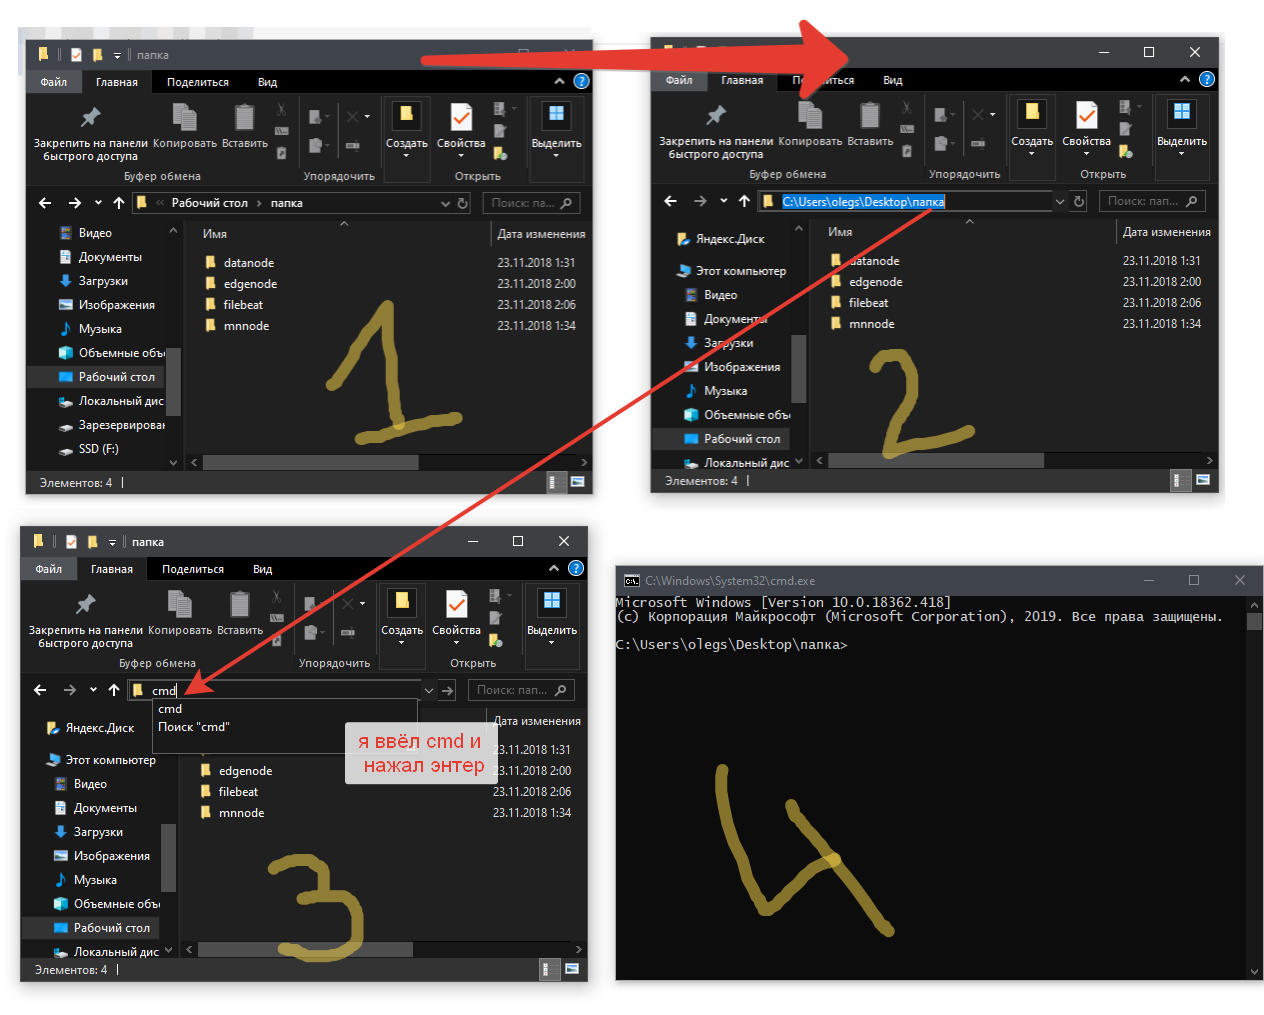 папка
Файл Главная Поделиться Вид
Закрепить на панели быстрого доступа
Копировать
Вставить
Создать
Свойства
Выделить
Буфер обмена
Упорядочить
Открыть
Рабочий стол папка
Поиск: па...
Видео
Документы
Загрузки
Изображения
Музыка
Объемные объ
Рабочий стол
Локальный дис
Зарезервирован
SSD (F:)
Имя Дата изменения
datanode 23.11.2018 1:31
edgenode 23.11.2018 2:00
filebeat 23.11.2018 2:06
mnnode 23.11.2018 1:34
Элементов: 4
1
Файл Главная Поделиться Вид
Закрепить на панели быстрого доступа
Копировать
Вставить
Создать
Свойства
Выделить
Буфер обмена
Упорядочить
Открыть
C:\Users\olegs\Desktop\папка
Поиск: пап...
Яндекс.Диск
Этот компьютер
Видео
Документы
Загрузки
Изображения
Музыка
Объемные объ
Рабочий стол
Локальный дис
Имя Дата изменения
datanode 23.11.2018 1:31
edgenode 23.11.2018 2:00
filebeat 23.11.2018 2:06
mnnode 23.11.2018 1:34
Элементов: 4
2
папка
Файл Главная Поделиться Вид
Закрепить на панели быстрого доступа
Копировать
Вставить
Создать
Свойства
Выделить
Буфер обмена
Упорядочить
Открыть
cmd
Поиск: пап...
cmd
Поиск "cmd"
я ввёл cmd и
нажал энтер
Яндекс.Диск
Этот компьютер
Видео
Документы
Загрузки
Изображения
Музыка
Объемные объ
Рабочий стол
Локальный дис
Дата изменения
23.11.2018 1:31
edgenode 23.11.2018 2:00
filebeat 23.11.2018 2:06
mnnode 23.11.2018 1:34
Элементов: 4
3
C:\Windows\System32\cmd.exe
Microsoft Windows [Version 10.0.18362.418]
(c) Корпорация Майкрософт (Microsoft Corporation), 2019. Все права защищены.
C:\Users\olegs\Desktop\папка>
4